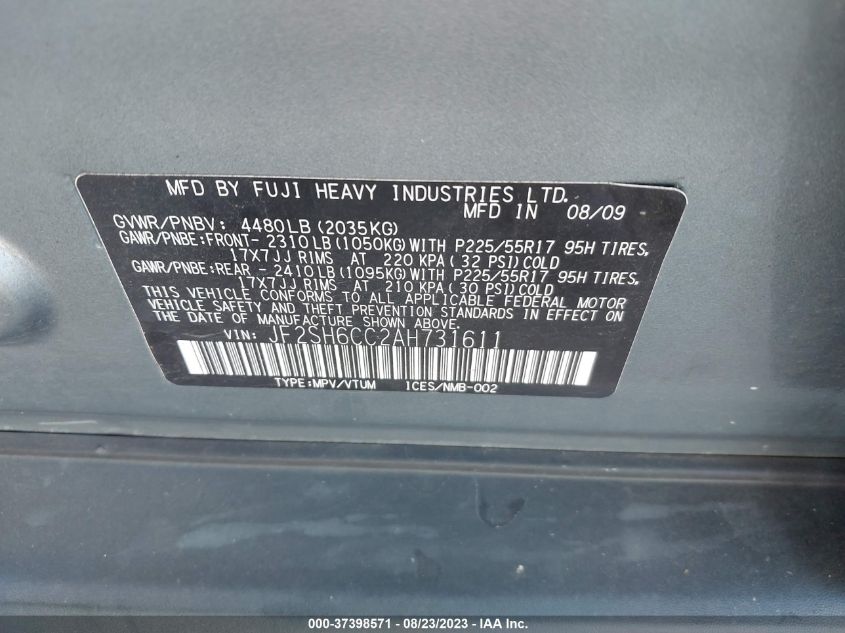 MFD BY FUJI HEAVY INDUSTRIES LTD.
MFD IN 08/09
GVWR/PNBV: 4480LB(2035KG)
GAWR/PNBE:FRONT- 2310LB(1050KG)WITH P225/55R17 95H TIRES,
17X7JJ RIMS AT 220 KPA(32 PSI)COLD
GAWR/PNBE:REAR - 2410LB(1095KG)WITH P225/55R17 95H TIRES,
17X7JJ RIMS AT 210 KPA(30 PSI)COLD
THIS VEHICLE CONFORMS TO ALL APPLICABLE FEDERAL MOTOR
VEHICLE SAFETY AND THEFT PREVENTION STANDARDS IN EFFECT ON
THE DATE OF MANUFACTURE SHOWN ABOVE.
VIN: JF2SH6CC2AH731611
TYPE:MPV/VTUM ICES/NMB-002
000-37398571 - 08/23/2023 - IAA Inc.